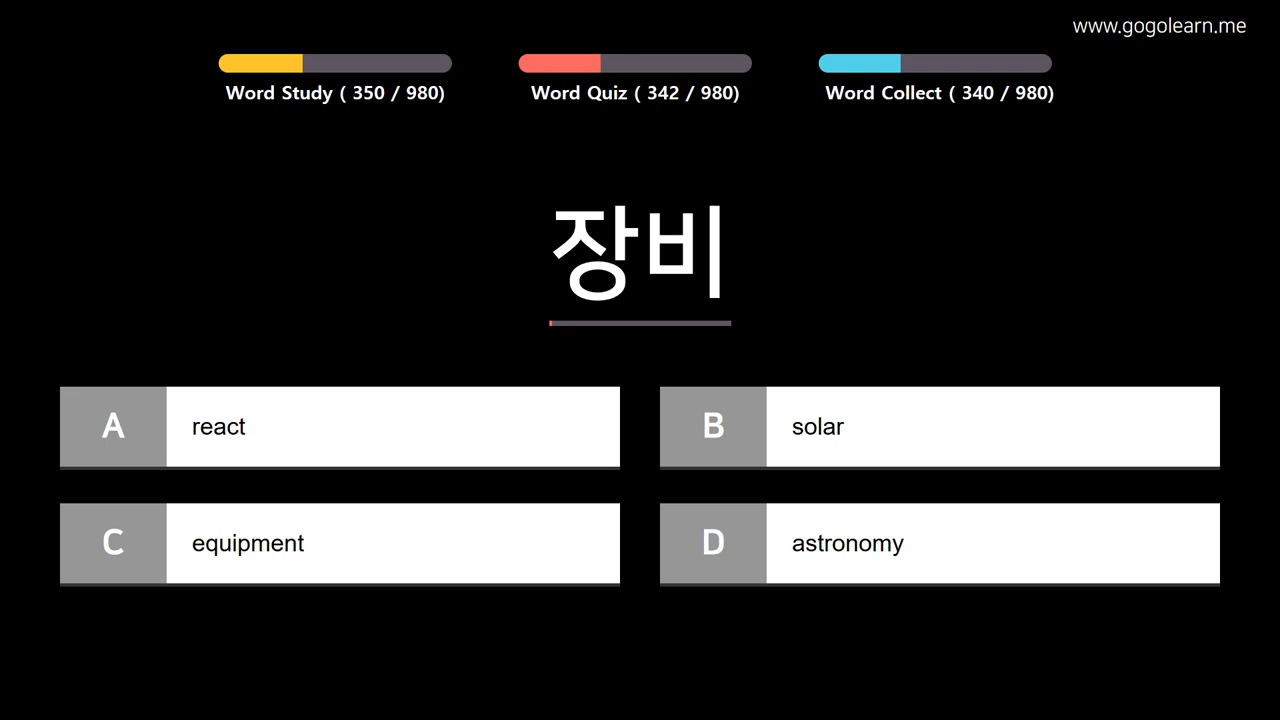 www.gogolearn.me
Word Study ( 350 / 980)
Word Quiz ( 342 / 980)
Word Collect ( 340 / 980)
장비
A react
B solar
C equipment
D astronomy